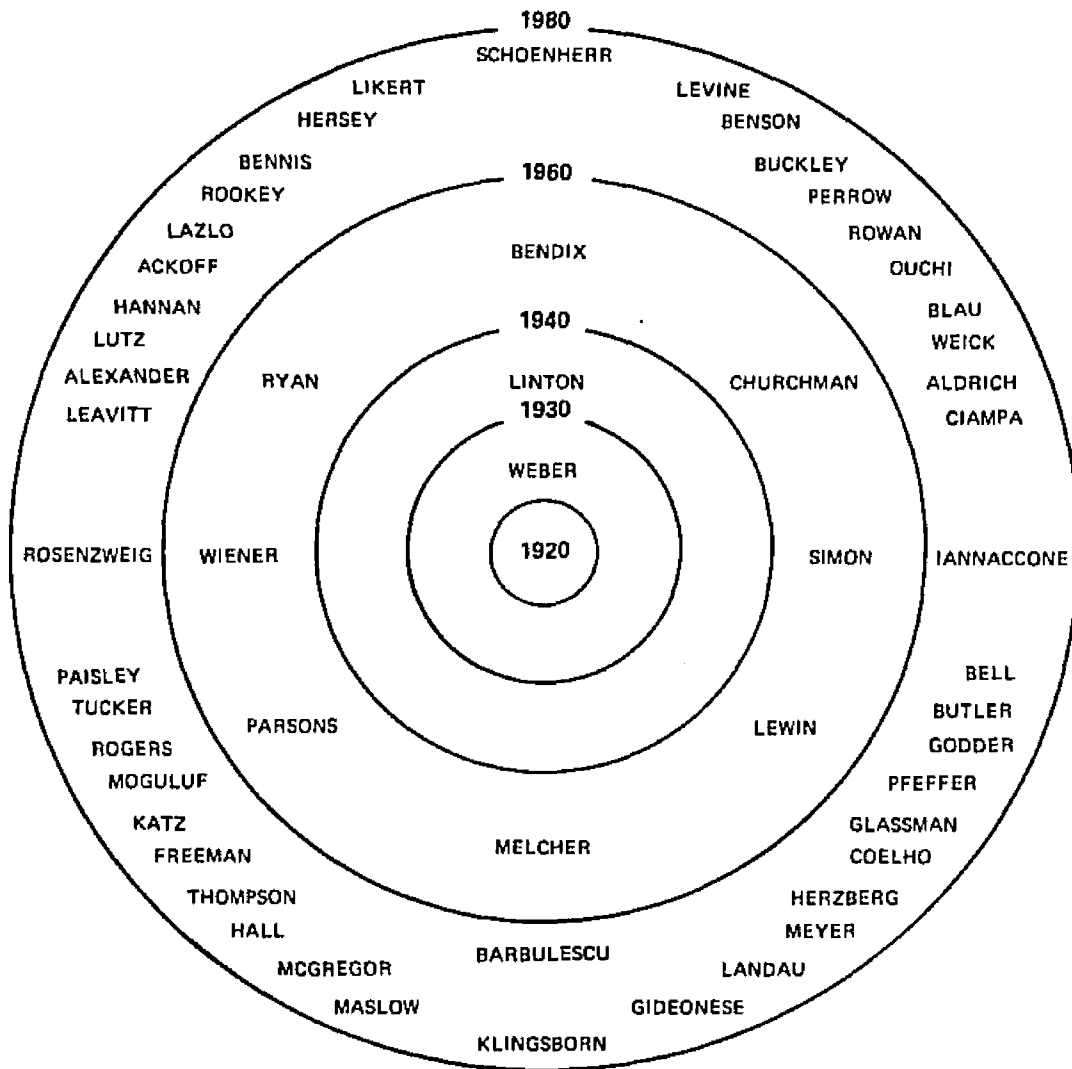 1980
SCHOENHERR
LIKERT
LEVINE
HERSEY
BENSON
BENNIS
BUCKLEY
1960
ROOKEY
PERROW
LAZLO
ROWAN
BENDIX
ACKOFF
OUCHI
HANNAN
BLAU
1940
LUTZ
WEICK
ALEXANDER
RYAN
LINTON
CHURCHMAN
ALDRICH
1930
LEAVITT
CIAMPA
WEBER
1920
ROSENZWEIG
WIENER
SIMON
IANNACCONE
PAISLEY
BELL
TUCKER
BUTLER
PARSONS
LEWIN
ROGERS
GODDER
MOGULUF
PFEFFER
KATZ
GLASSMAN
MELCHER
FREEMAN
COELHO
THOMPSON
HERZBERG
HALL
MEYER
BARBULESCU
MCGREGOR
LANDAU
MASLOW
GIDEONESE
KLINGSBORN